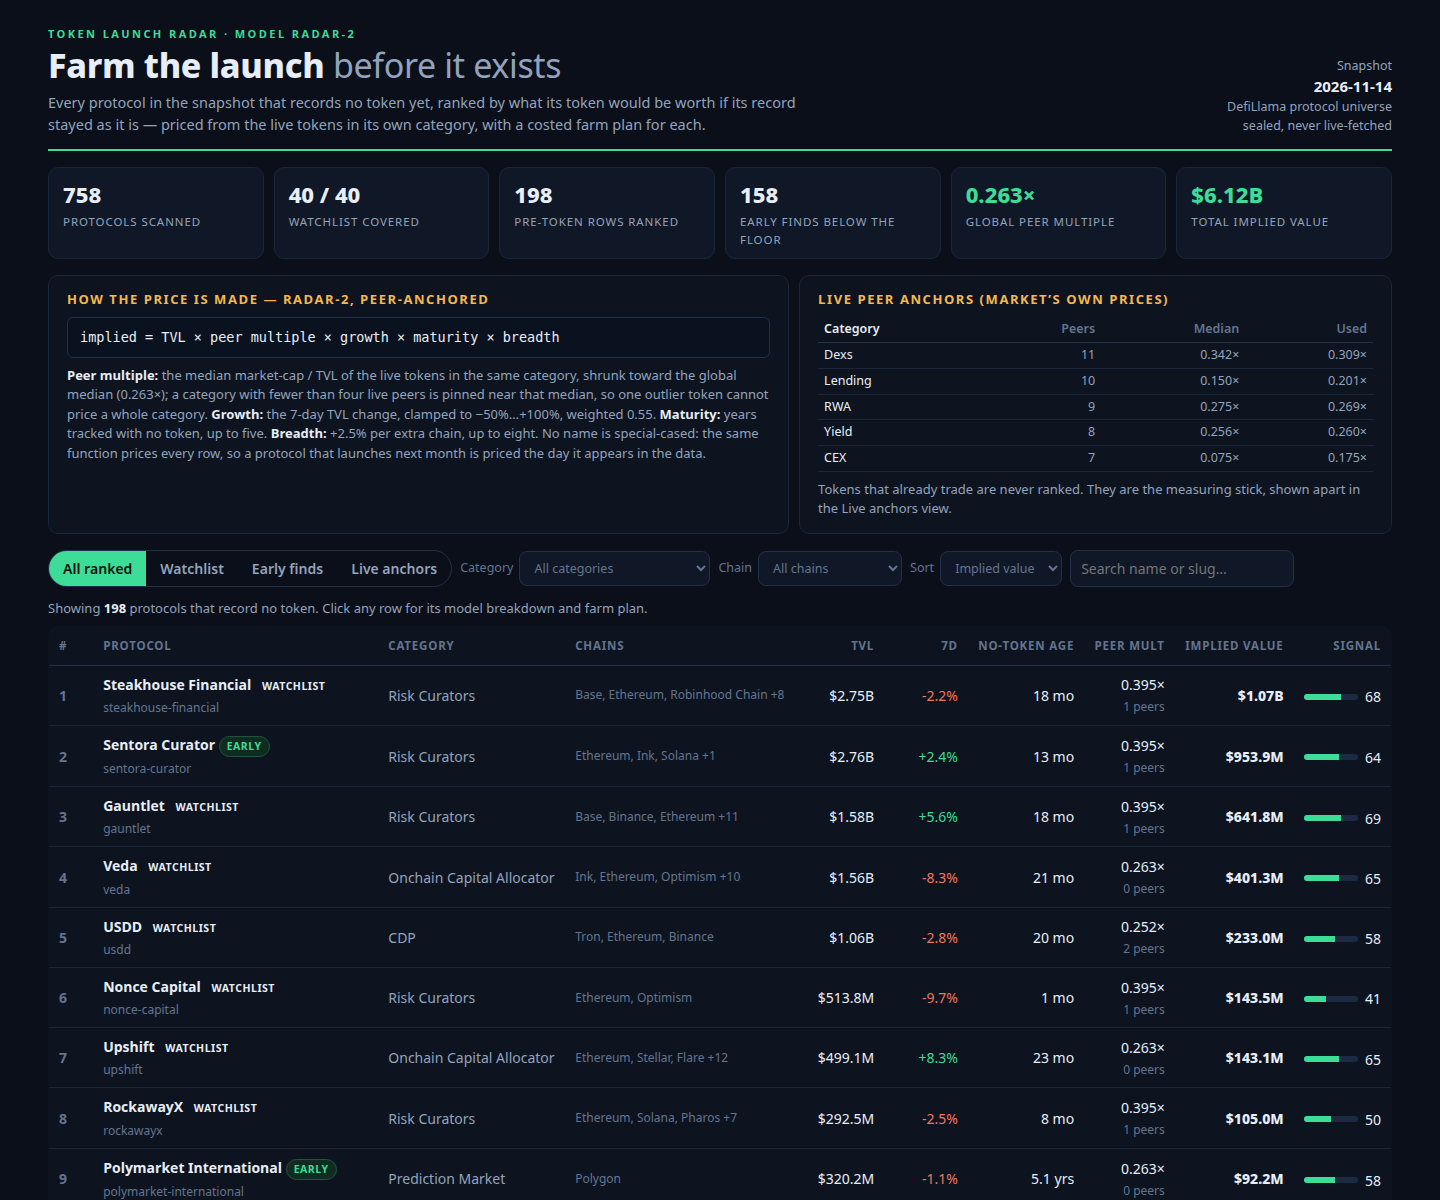 TOKEN LAUNCH RADAR · MODEL RADAR-2
Farm the launch before it exists
Every protocol in the snapshot that records no token yet, ranked by what its token would be worth if its record
stayed as it is — priced from the live tokens in its own category, with a costed farm plan for each.
Snapshot
2026-11-14
DefiLlama protocol universe
sealed, never live-fetched
758
PROTOCOLS SCANNED
40 / 40
WATCHLIST COVERED
198
PRE-TOKEN ROWS RANKED
158
EARLY FINDS BELOW THE
FLOOR
0.263×
GLOBAL PEER MULTIPLE
$6.12B
TOTAL IMPLIED VALUE
HOW THE PRICE IS MADE — RADAR-2, PEER-ANCHORED
implied = TVL × peer multiple × growth × maturity × breadth
Peer multiple: the median market-cap / TVL of the live tokens in the same category, shrunk toward the global
median (0.263×); a category with fewer than four live peers is pinned near that median, so one outlier token cannot
price a whole category. Growth: the 7-day TVL change, clamped to −50%…+100%, weighted 0.55. Maturity: years
tracked with no token, up to five. Breadth: +2.5% per extra chain, up to eight. No name is special-cased: the same
function prices every row, so a protocol that launches next month is priced the day it appears in the data.
LIVE PEER ANCHORS (MARKET'S OWN PRICES)
Category Peers Median Used
Dexs 11 0.342× 0.309×
Lending 10 0.150× 0.201×
RWA 9 0.275× 0.269×
Yield 8 0.256× 0.260×
CEX 7 0.075× 0.175×
Tokens that already trade are never ranked. They are the measuring stick, shown apart in
the Live anchors view.
All ranked Watchlist Early finds Live anchors Category All categories Chain All chains Sort Implied value Search name or slug...
Showing 198 protocols that record no token. Click any row for its model breakdown and farm plan.
# PROTOCOL CATEGORY CHAINS TVL 7D NO-TOKEN AGE PEER MULT IMPLIED VALUE SIGNAL
1 Steakhouse Financial WATCHLIST Risk Curators Base, Ethereum, Robinhood Chain +8 $2.75B -2.2% 18 mo 0.395× $1.07B 68
steakhouse-financial 1 peers
2 Sentora Curator EARLY Risk Curators Ethereum, Ink, Solana +1 $2.76B +2.4% 13 mo 0.395× $953.9M 64
sentora-curator 1 peers
3 Gauntlet WATCHLIST Risk Curators Base, Binance, Ethereum +11 $1.58B +5.6% 18 mo 0.395× $641.8M 69
gauntlet 1 peers
4 Veda WATCHLIST Onchain Capital Allocator Ink, Ethereum, Optimism +10 $1.56B -8.3% 21 mo 0.263× $401.3M 65
veda 0 peers
5 USDD WATCHLIST CDP Tron, Ethereum, Binance $1.06B -2.8% 20 mo 0.252× $233.0M 58
usdd 2 peers
6 Nonce Capital WATCHLIST Risk Curators Ethereum, Optimism $513.8M -9.7% 1 mo 0.395× $143.5M 41
nonce-capital 1 peers
7 Upshift WATCHLIST Onchain Capital Allocator Ethereum, Stellar, Flare +12 $499.1M +8.3% 23 mo 0.263× $143.1M 65
upshift 0 peers
8 RockawayX WATCHLIST Risk Curators Ethereum, Solana, Pharos +7 $292.5M -2.5% 8 mo 0.395× $105.0M 50
rockawayx 1 peers
9 Polymarket International EARLY Prediction Market Polygon $320.2M -1.1% 5.1 yrs 0.263× $92.2M 58
polymarket-international 0 peers